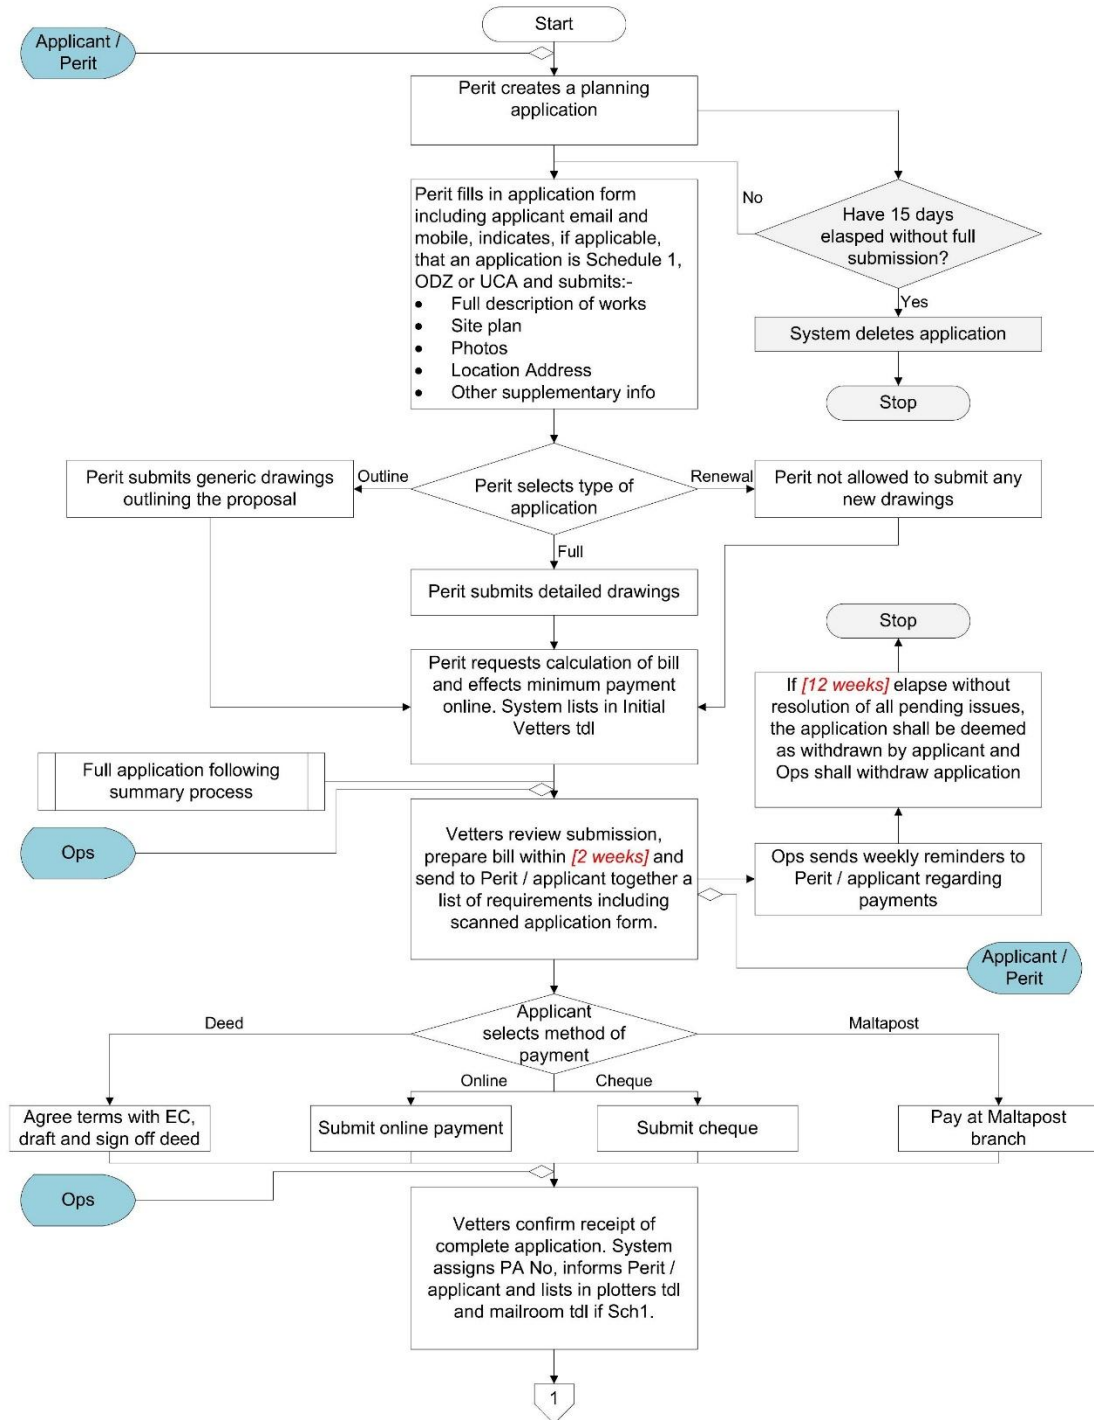 Start
Applicant /
Perit
Perit creates a planning
application
Perit fills in application form
including applicant email and
mobile, indicates, if applicable,
that an application is Schedule 1,
ODZ or UCA and submits:-
● Full description of works
● Site plan
● Photos
● Location Address
● Other supplementary info
No
Have 15 days
elasped without full
submission?
Yes
System deletes application
Stop
Perit submits generic drawings
outlining the proposal
Outline
Perit selects type of
application
Renewal
Perit not allowed to submit any
new drawings
Full
Perit submits detailed drawings
Perit requests calculation of bill
and effects minimum payment
online. System lists in Initial
Vetters tdl
Stop
If [12 weeks] elapse without
resolution of all pending issues,
the application shall be deemed
as withdrawn by applicant and
Ops shall withdraw application
Full application following
summary process
Ops
Vetters review submission,
prepare bill within [2 weeks] and
send to Perit / applicant together a
list of requirements including
scanned application form.
Ops sends weekly reminders to
Perit / applicant regarding
payments
Applicant /
Perit
Applicant
selects method of
payment
Deed
Maltapost
Online
Cheque
Agree terms with EC,
draft and sign off deed
Submit online payment
Submit cheque
Pay at Maltapost
branch
Ops
Vetters confirm receipt of
complete application. System
assigns PA No, informs Perit /
applicant and lists in plotters tdl
and mailroom tdl if Sch1.
1